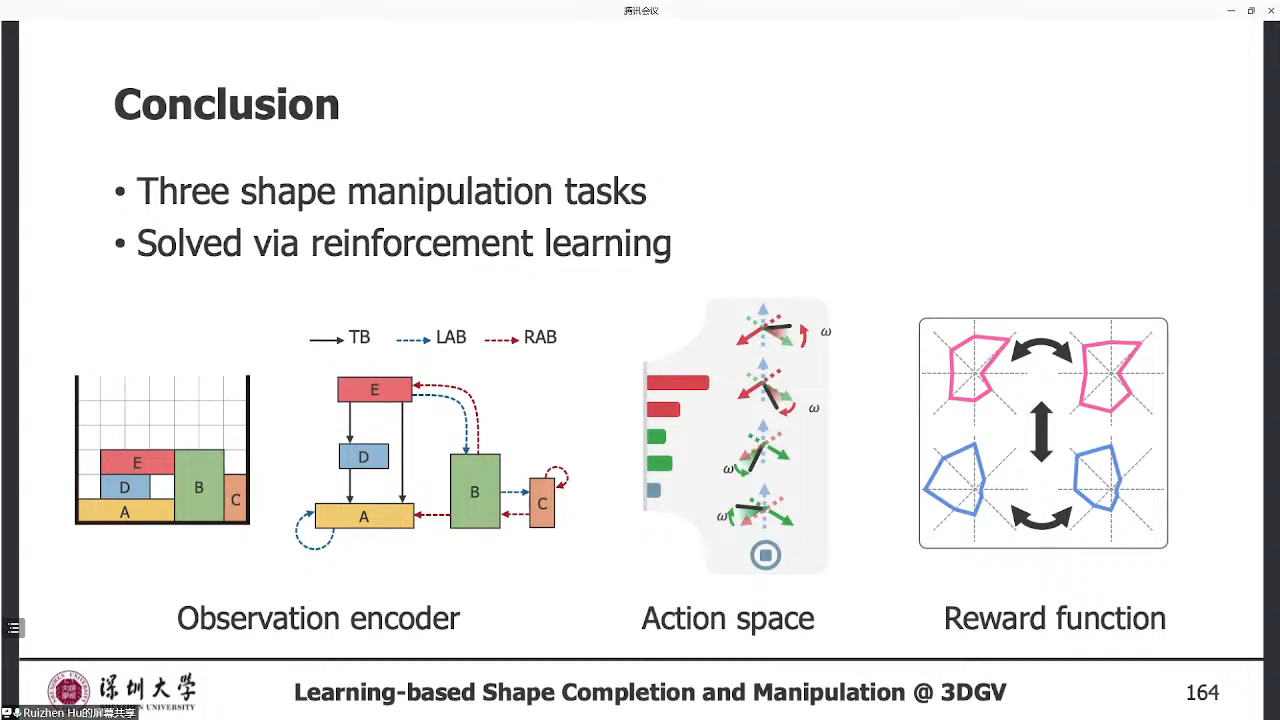 腾讯会议
Conclusion
• Three shape manipulation tasks
• Solved via reinforcement learning
TB LAB RAB
E
D
A
B
C
E
D
A
B
C
ω
ω
ω
ω
Observation encoder
Action space
Reward function
深圳大学
SHENZHEN UNIVERSITY
Learning-based Shape Completion and Manipulation @ 3DGV
164
Ruizhen Hu的屏幕共享